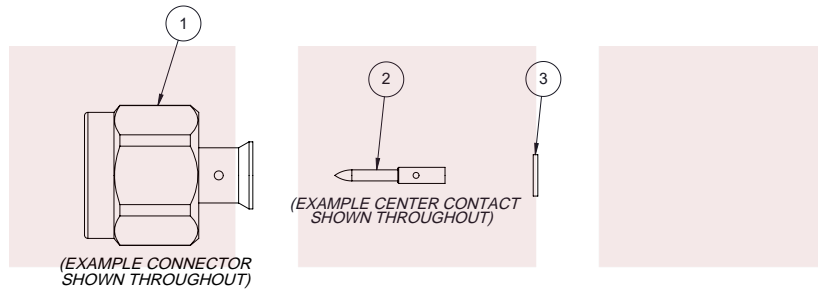 1
2
3
(EXAMPLE CENTER CONTACT
SHOWN THROUGHOUT)
(EXAMPLE CONNECTOR
SHOWN THROUGHOUT)